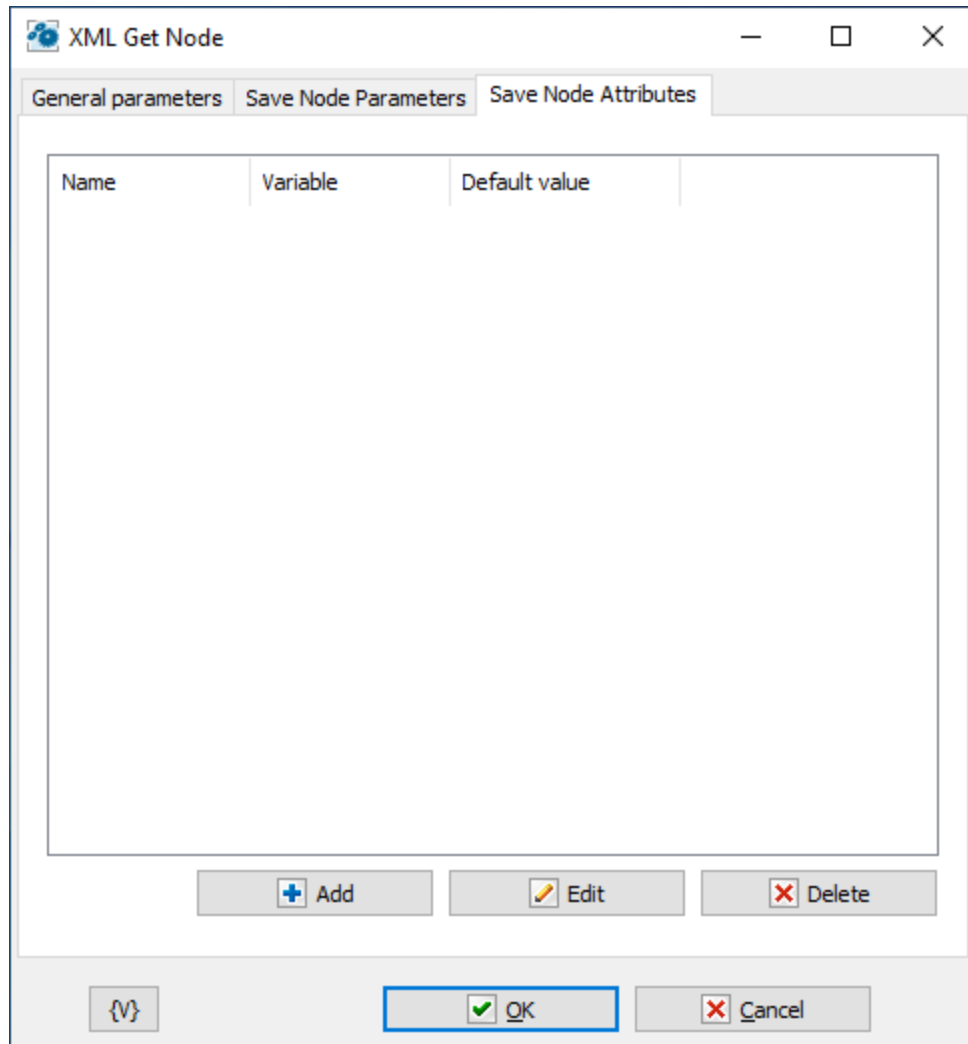 XML Get Node
General parameters Save Node Parameters Save Node Attributes
Name Variable Default value
Add Edit Delete
{V} OK Cancel